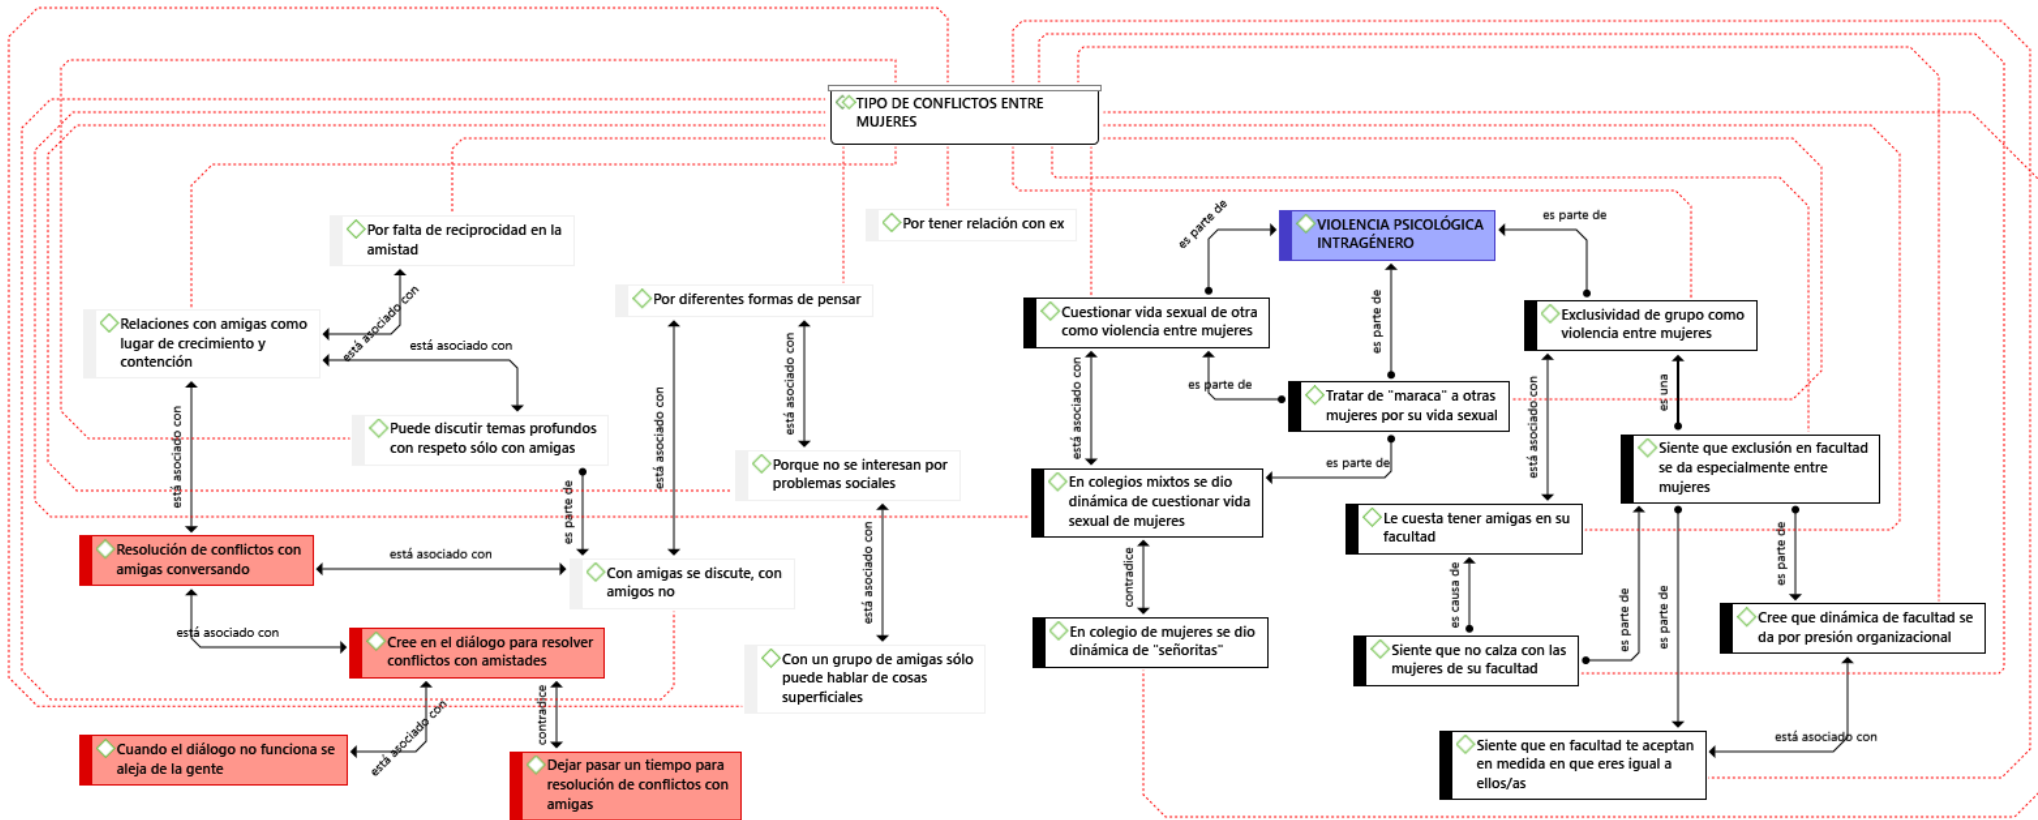 TIPO DE CONFLICTOS ENTRE
MUJERES
Por falta de reciprocidad en la
amistad
Por tener relación con ex
es parte de
VIOLENCIA PSICOLÓGICA
INTRAGÉNERO
es parte de
Relaciones con amigas como
lugar de crecimiento y
contención
está asociado con
está asociado con
Por diferentes formas de pensar
Cuestionar vida sexual de otra
como violencia entre mujeres
es parte de
Exclusividad de grupo como
violencia entre mujeres
está asociado con
Puede discutir temas profundos
con respeto sólo con amigas
está asociado con
está asociado con
Porque no se interesan por
problemas sociales
está asociado con
es parte de
Tratar de "maraca" a otras
mujeres por su vida sexual
es parte de
está asociado con
es una
Siente que exclusión en facultad
se da especialmente entre
mujeres
En colegios mixtos se dio
dinámica de cuestionar vida
sexual de mujeres
Le cuesta tener amigas en su
facultad
Resolución de conflictos con
amigas conversando
está asociado con
es parte de
Con amigas se discute, con
amigos no
está asociado con
contradice
es causa de
es parte de
es parte de
es parte de
Cree que dinámica de facultad se
da por presión organizacional
está asociado con
Cree en el diálogo para resolver
conflictos con amistades
Con un grupo de amigas sólo
puede hablar de cosas
superficiales
En colegio de mujeres se dio
dinámica de "señoritas"
Siente que no calza con las
mujeres de su facultad
Cuando el diálogo no funciona se
aleja de la gente
está asociado con
contradice
Dejar pasar un tiempo para
resolución de conflictos con
amigas
Siente que en facultad te aceptan
en medida en que eres igual a
ellos/as
está asociado con